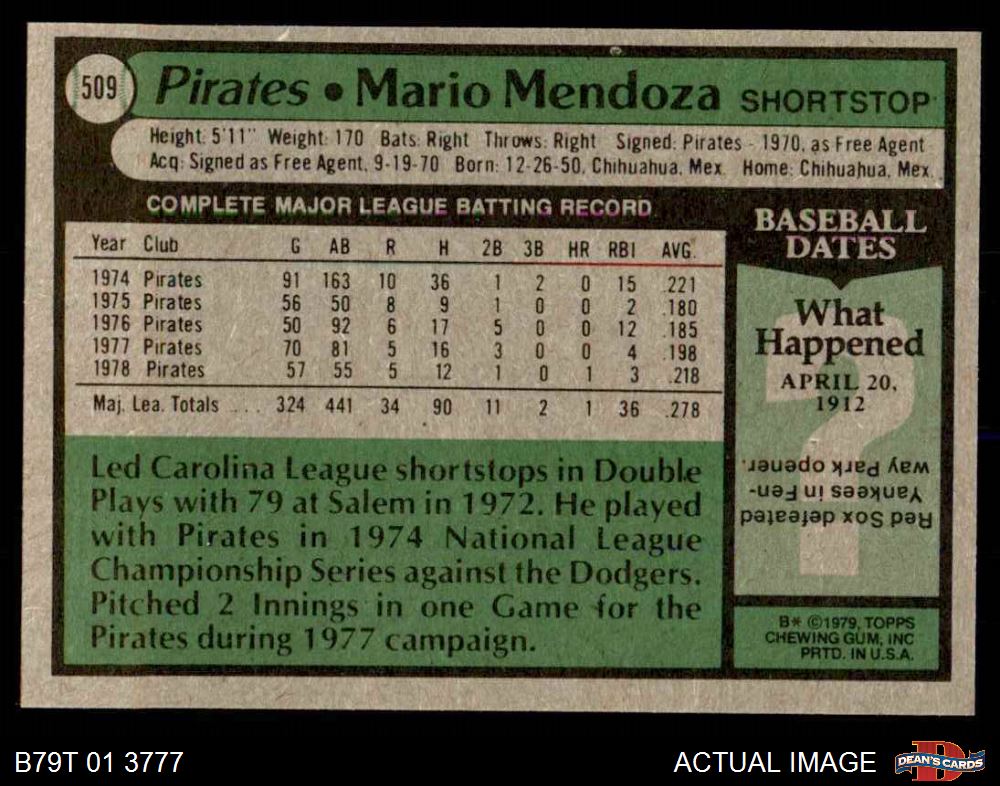 509 Pirates • Mario Mendoza SHORTSTOP
Height: 5'11" Weight: 170 Bats: Right Throws: Right Signed: Pirates - 1970, as Free Agent
Acq: Signed as Free Agent, 9-19-70 Born: 12-26-50, Chihuahua, Mex. Home: Chihuahua, Mex.
COMPLETE MAJOR LEAGUE BATTING RECORD
Year Club G AB R H 2B 3B HR RBI AVG.
1974 Pirates 91 163 10 36 1 2 0 15 .221
1975 Pirates 56 50 8 9 1 0 0 2 .180
1976 Pirates 50 92 6 17 5 0 0 12 .185
1977 Pirates 70 81 5 16 3 0 0 4 .198
1978 Pirates 57 55 5 12 1 0 1 3 .218
Maj. Lea. Totals ... 324 441 34 90 11 2 1 36 .278
Led Carolina League shortstops in Double
Plays with 79 at Salem in 1972. He played
with Pirates in 1974 National League
Championship Series against the Dodgers.
Pitched 2 Innings in one Game for the
Pirates during 1977 campaign.
BASEBALL
DATES
What
Happened
APRIL 20,
1912
?
Red Sox defeated
Yankees in Fen-
way Park opener.
B* ©1979, TOPPS
CHEWING GUM, INC
PRTD. IN U.S.A.
B79T 01 3777
ACTUAL IMAGE
D
DEAN'S CARDS